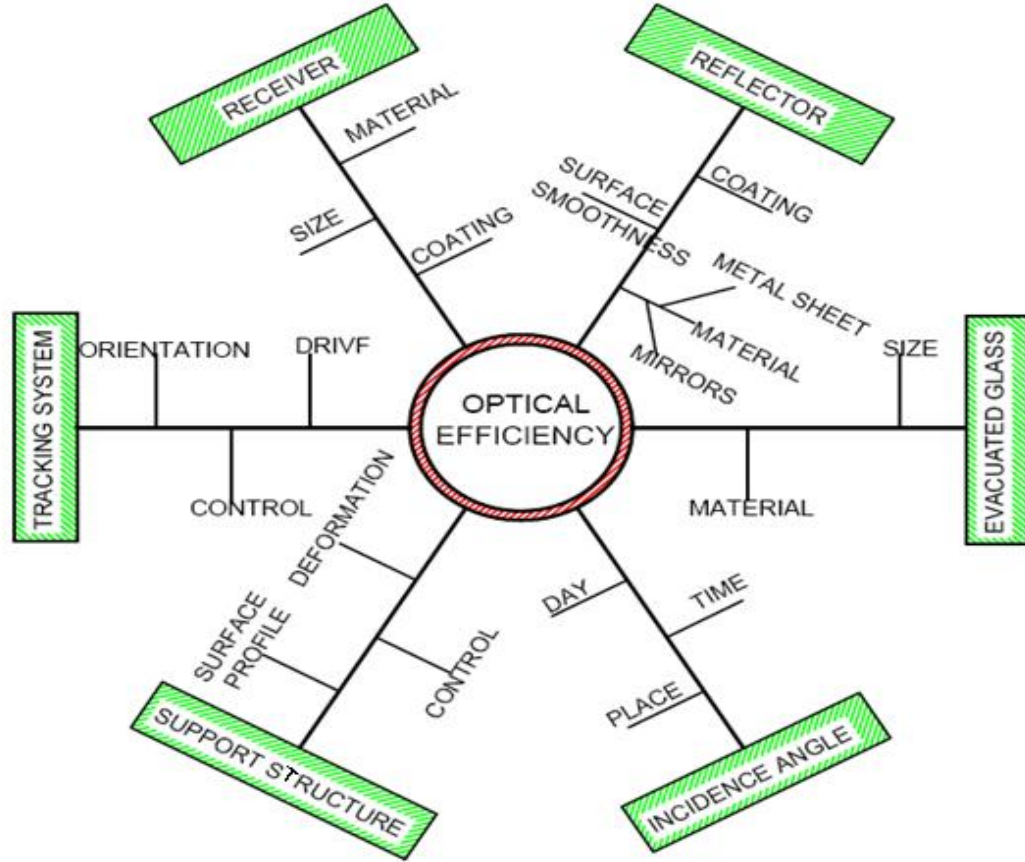 RECEIVER
REFLECTOR
MATERIAL
SIZE
COATING
SURFACE
SMOOTHNESS
COATING
METAL SHEET
MATERIAL
MIRRORS
TRACKING SYSTEM
ORIENTATION
DRIVF
CONTROL
OPTICAL
EFFICIENCY
SIZE
MATERIAL
EVACUATED GLASS
DEFORMATION
SURFACE
PROFILE
CONTROL
SUPPORT STRUCTURE
DAY
TIME
PLACE
INCIDENCE ANGLE